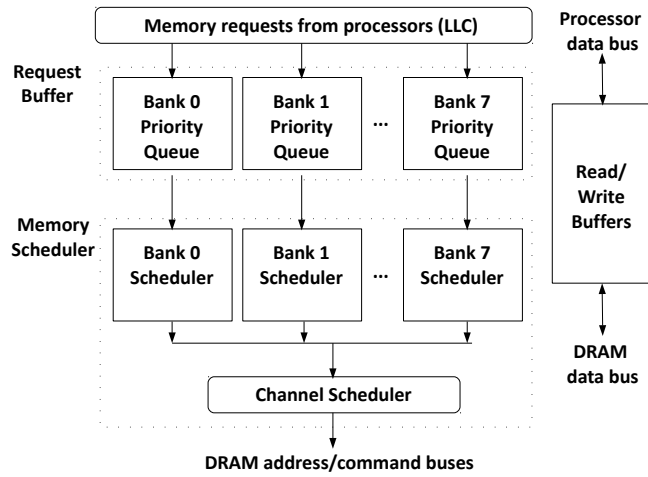 Memory requests from processors (LLC)
Processor
data bus
Request
Buffer
Bank 0
Priority
Queue
Bank 1
Priority
Queue
...
Bank 7
Priority
Queue
Read/
Write
Buffers
Memory
Scheduler
Bank 0
Scheduler
Bank 1
Scheduler
...
Bank 7
Scheduler
DRAM
data bus
Channel Scheduler
DRAM address/command buses